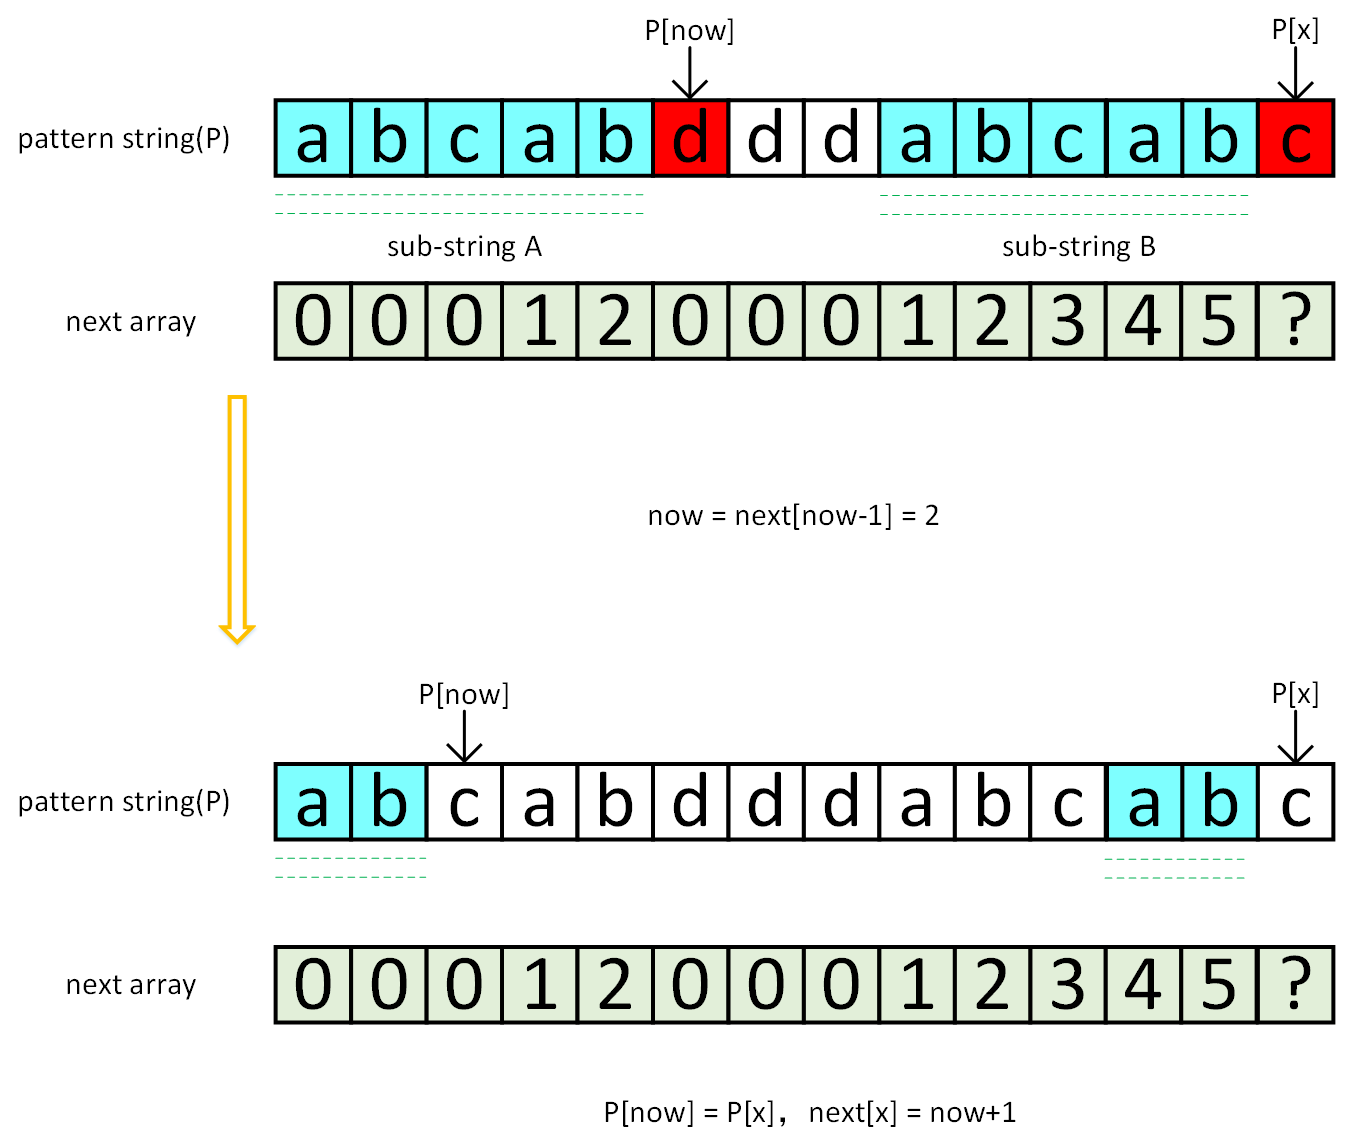 P[now] P[x]
pattern string(P) a b c a b d d d a b c a b c
sub-string A sub-string B
next array 0 0 0 1 2 0 0 0 1 2 3 4 5 ?
now = next[now-1] = 2
P[now] P[x]
pattern string(P) a b c a b d d d a b c a b c
next array 0 0 0 1 2 0 0 0 1 2 3 4 5 ?
P[now] = P[x], next[x] = now+1